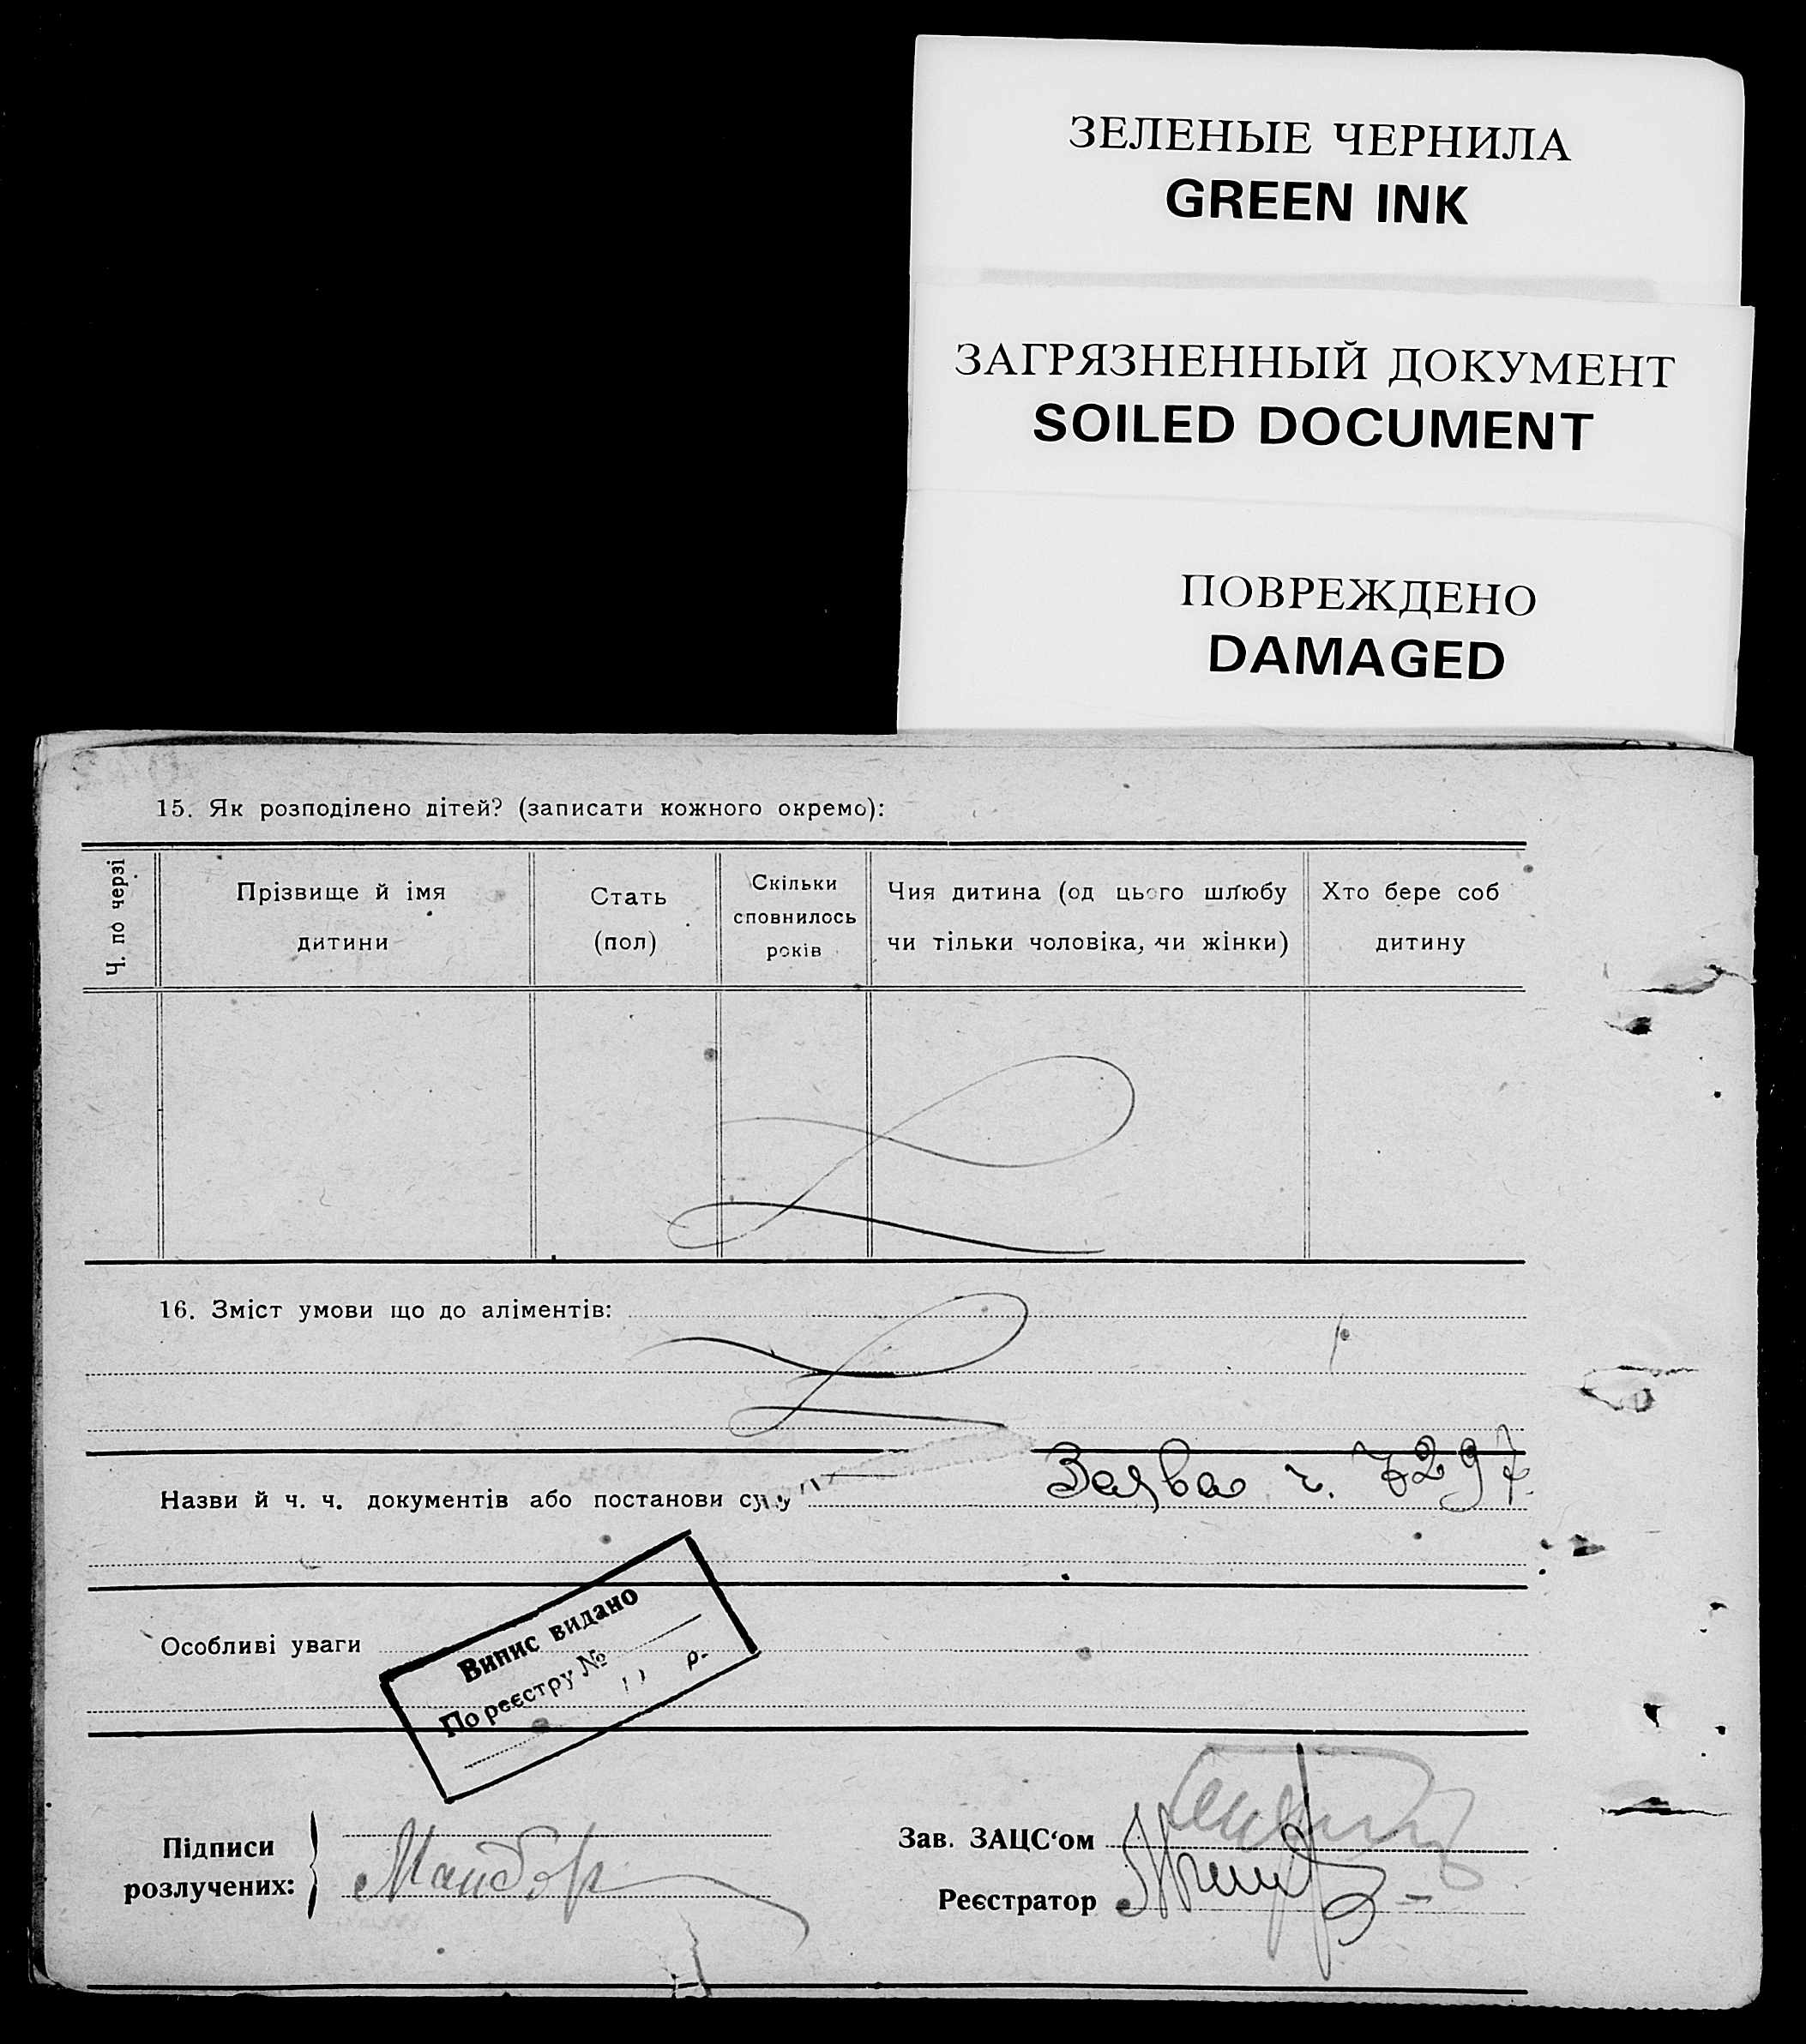 ЗЕЛЕНЫЕ ЧЕРНИЛА
GREEN INK
ЗАГРЯЗНЕННЫЙ ДОКУМЕНТ
SOILED DOCUMENT
ПОВРЕЖДЕНО
DAMAGED
15. Як розподілено дітей? (записати кожного окремо):
Ч. по черзі
Прізвище й імя
дитини
Стать
(пол)
Скільки
сповнилось
років
Чия дитина (од цього шлюбу
чи тільки чоловіка, чи жінки)
Хто бере соб
дитину
16. Зміст умови що до аліментів:
Назви й ч. ч. документів або постанови суду Заява ч. 7297
Особливі уваги
Випис видано
По реєстру №
р.
Підписи
розлучених:
Зав. ЗАЦС‘ом
Реєстратор